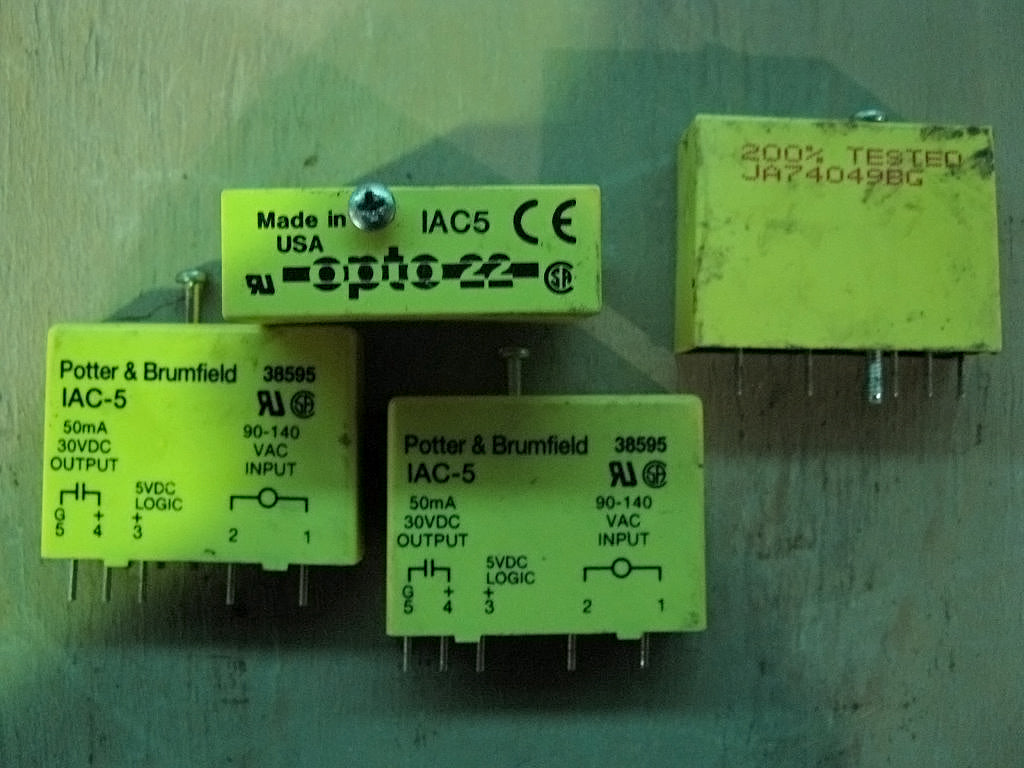 Made in
USA
IAC5 CE
opto 22
200% TESTED
JA74049BG
Potter & Brumfield 38595
IAC-5
50mA
30VDC
OUTPUT
90-140
VAC
INPUT
5VDC
LOGIC
G + +
5 4 3 2 1
Potter & Brumfield 38595
IAC-5
50mA
30VDC
OUTPUT
90-140
VAC
INPUT
5VDC
LOGIC
G + +
5 4 3 2 1